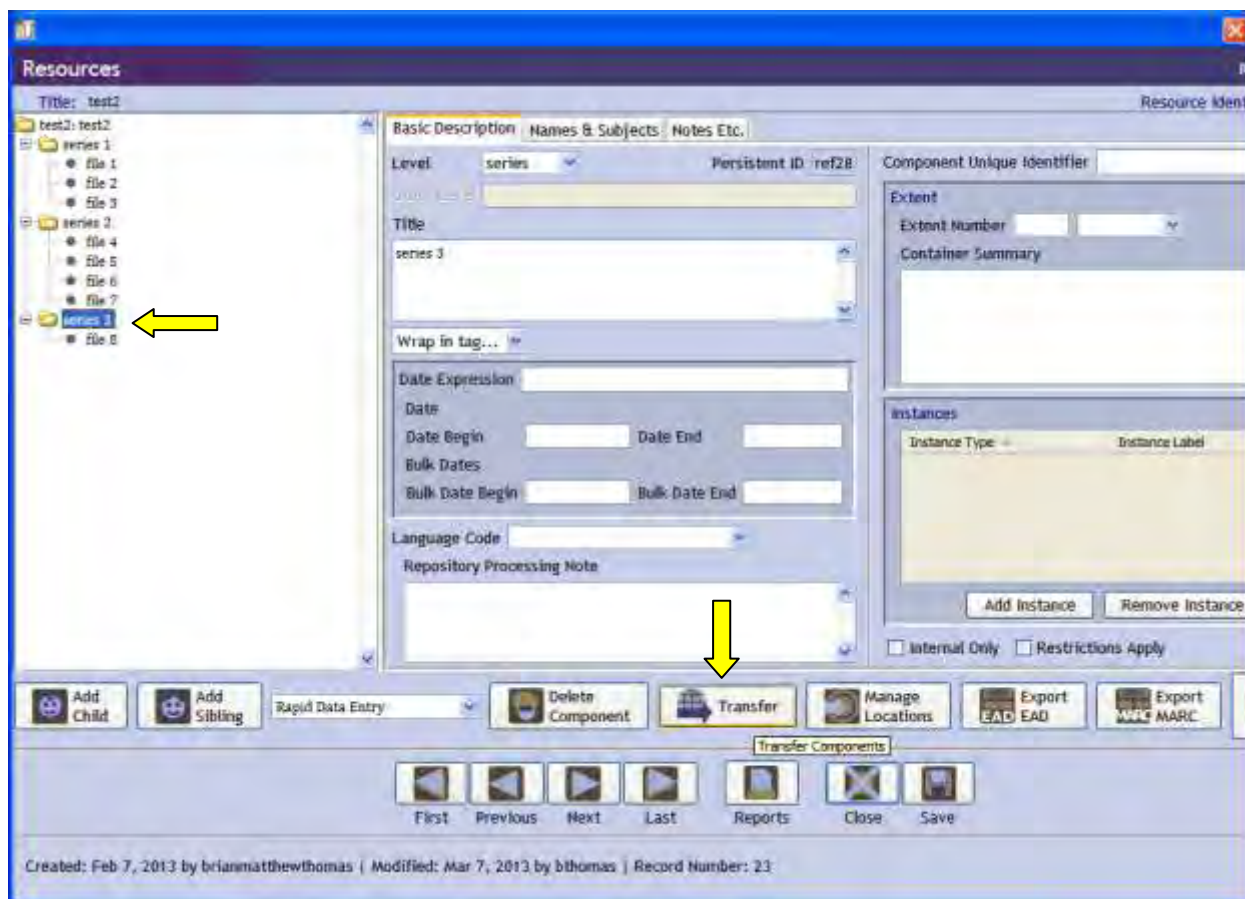 Resources
Title: test2
Resource Ident
test2: test2
series 1
file 1
file 2
file 3
series 2
file 4
file 5
file 6
file 7
series 3
file 8
Basic Description Names & Subjects Notes Etc.
Level series Persistent ID ref28
Title
series 3
Wrap in tag...
Date Expression
Date
Date Begin Date End
Bulk Dates
Bulk Date Begin Bulk Date End
Language Code
Repository Processing Note
Component Unique Identifier
Extent
Extent Number
Container Summary
Instances
Instance Type Instance Label
Add Instance Remove Instance
Internal Only Restrictions Apply
Add Child
Add Sibling
Rapid Data Entry
Delete Component
Transfer
Manage Locations
EAD Export EAD
MARC Export MARC
Transfer Components
First Previous Next Last Reports Close Save
Created: Feb 7, 2013 by brianmatthewthomas | Modified: Mar 7, 2013 by bthomas | Record Number: 23